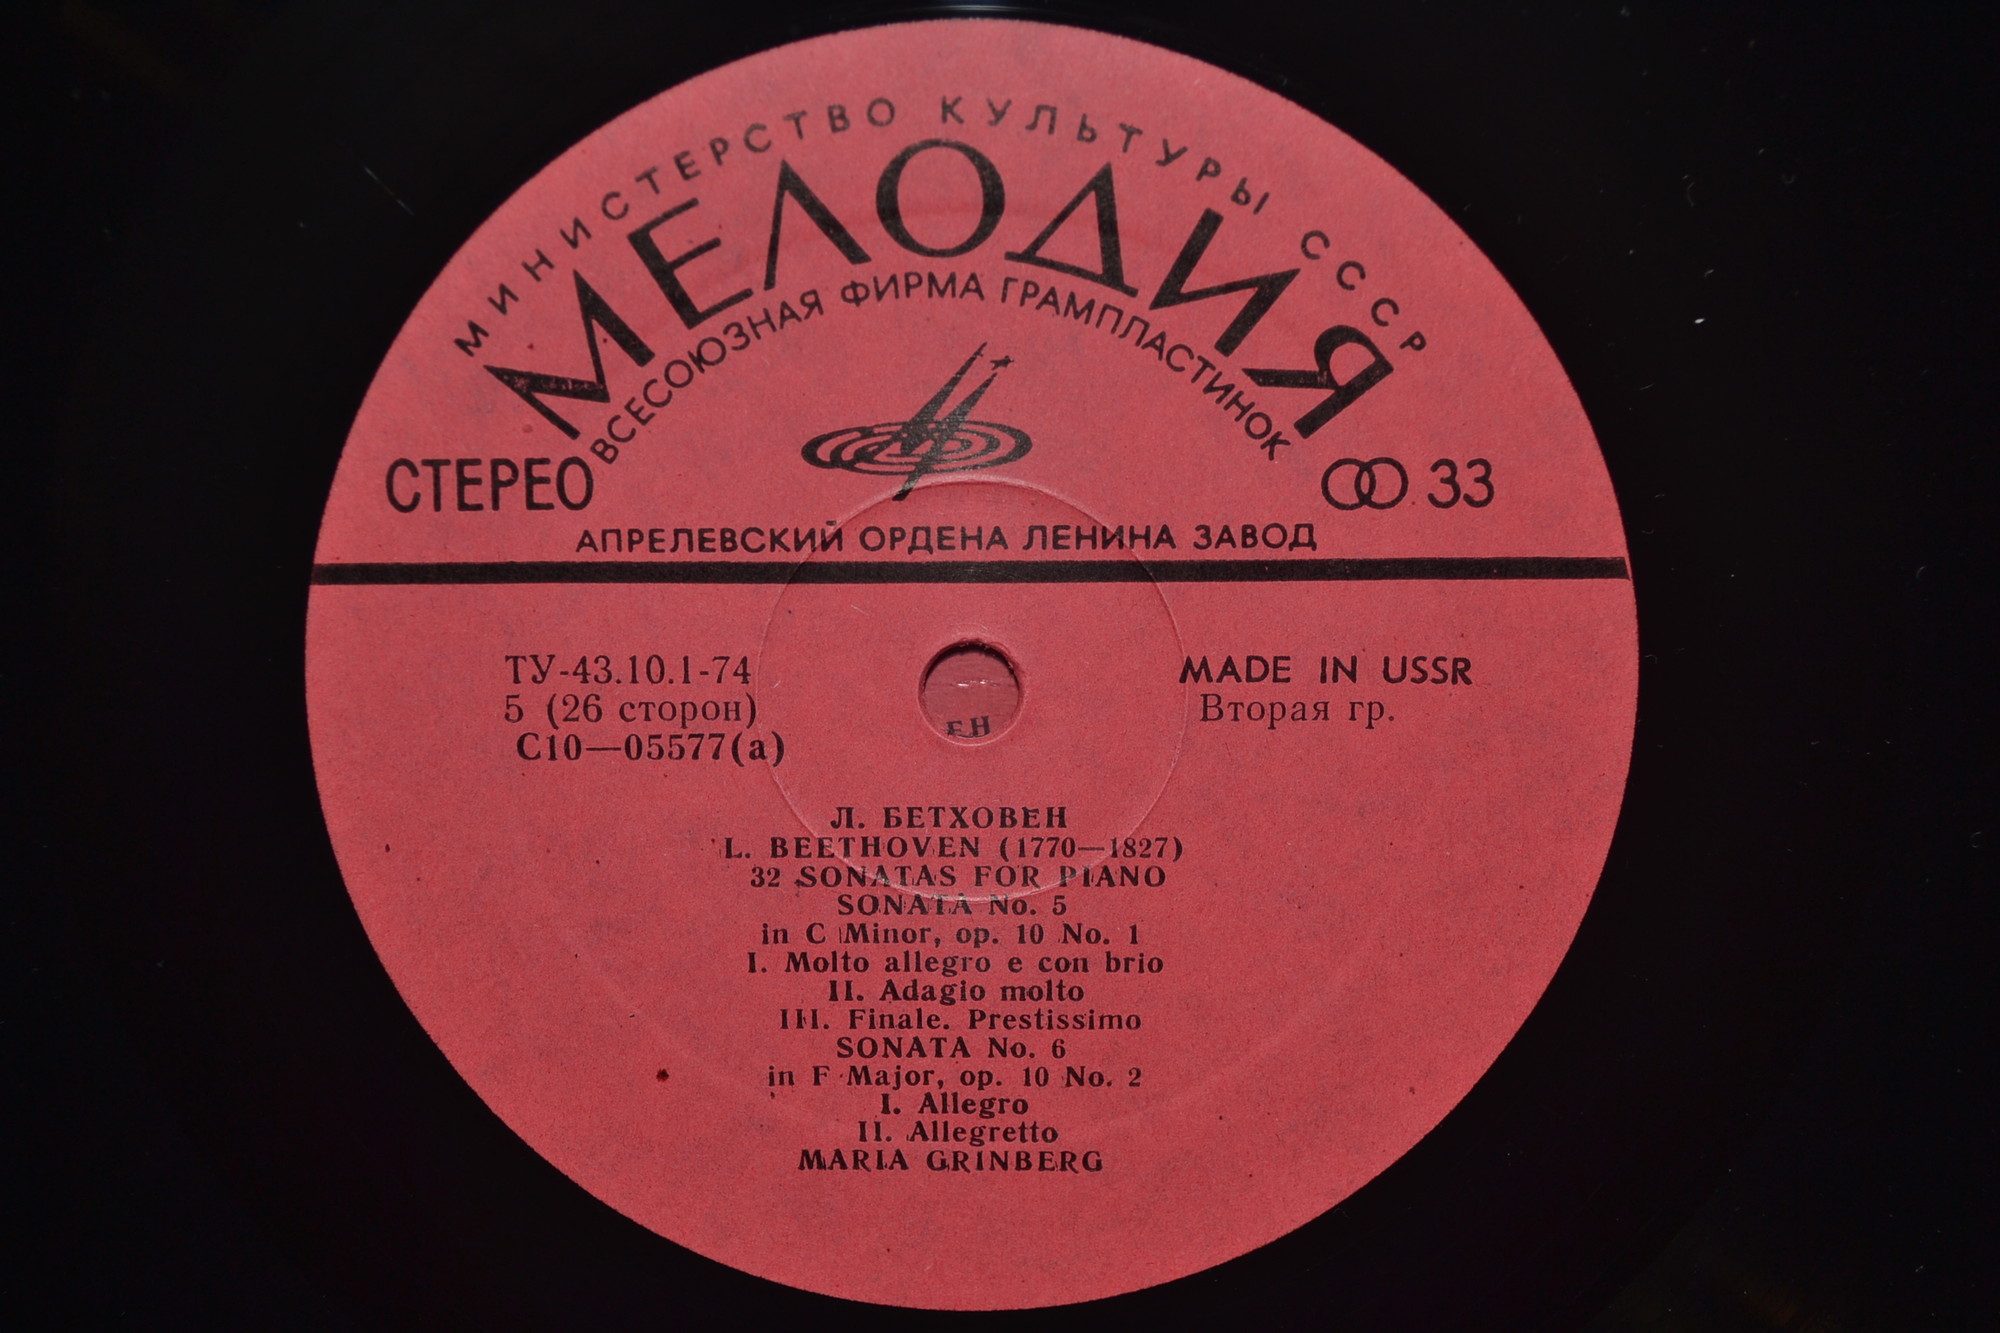 МИНИСТЕРСТВО КУЛЬТУРЫ СССР
МЕЛОДИЯ
ВСЕСОЮЗНАЯ ФИРМА ГРАМПЛАСТИНОК
СТЕРЕО
33
АПРЕЛЕВСКИЙ ОРДЕНА ЛЕНИНА ЗАВОД
ТУ-43.10.1-74
5 (26 сторон)
С10—05577(а)
MADE IN USSR
Вторая гр.
ЕН
Л. БЕТХОВЕН
L. BEETHOVEN (1770—1827)
32 SONATAS FOR PIANO
SONATA No. 5
in C Minor, op. 10 No. 1
I. Molto allegro e con brio
II. Adagio molto
III. Finale. Prestissimo
SONATA No. 6
in F Major, op. 10 No. 2
I. Allegro
II. Allegretto
MARIA GRINBERG